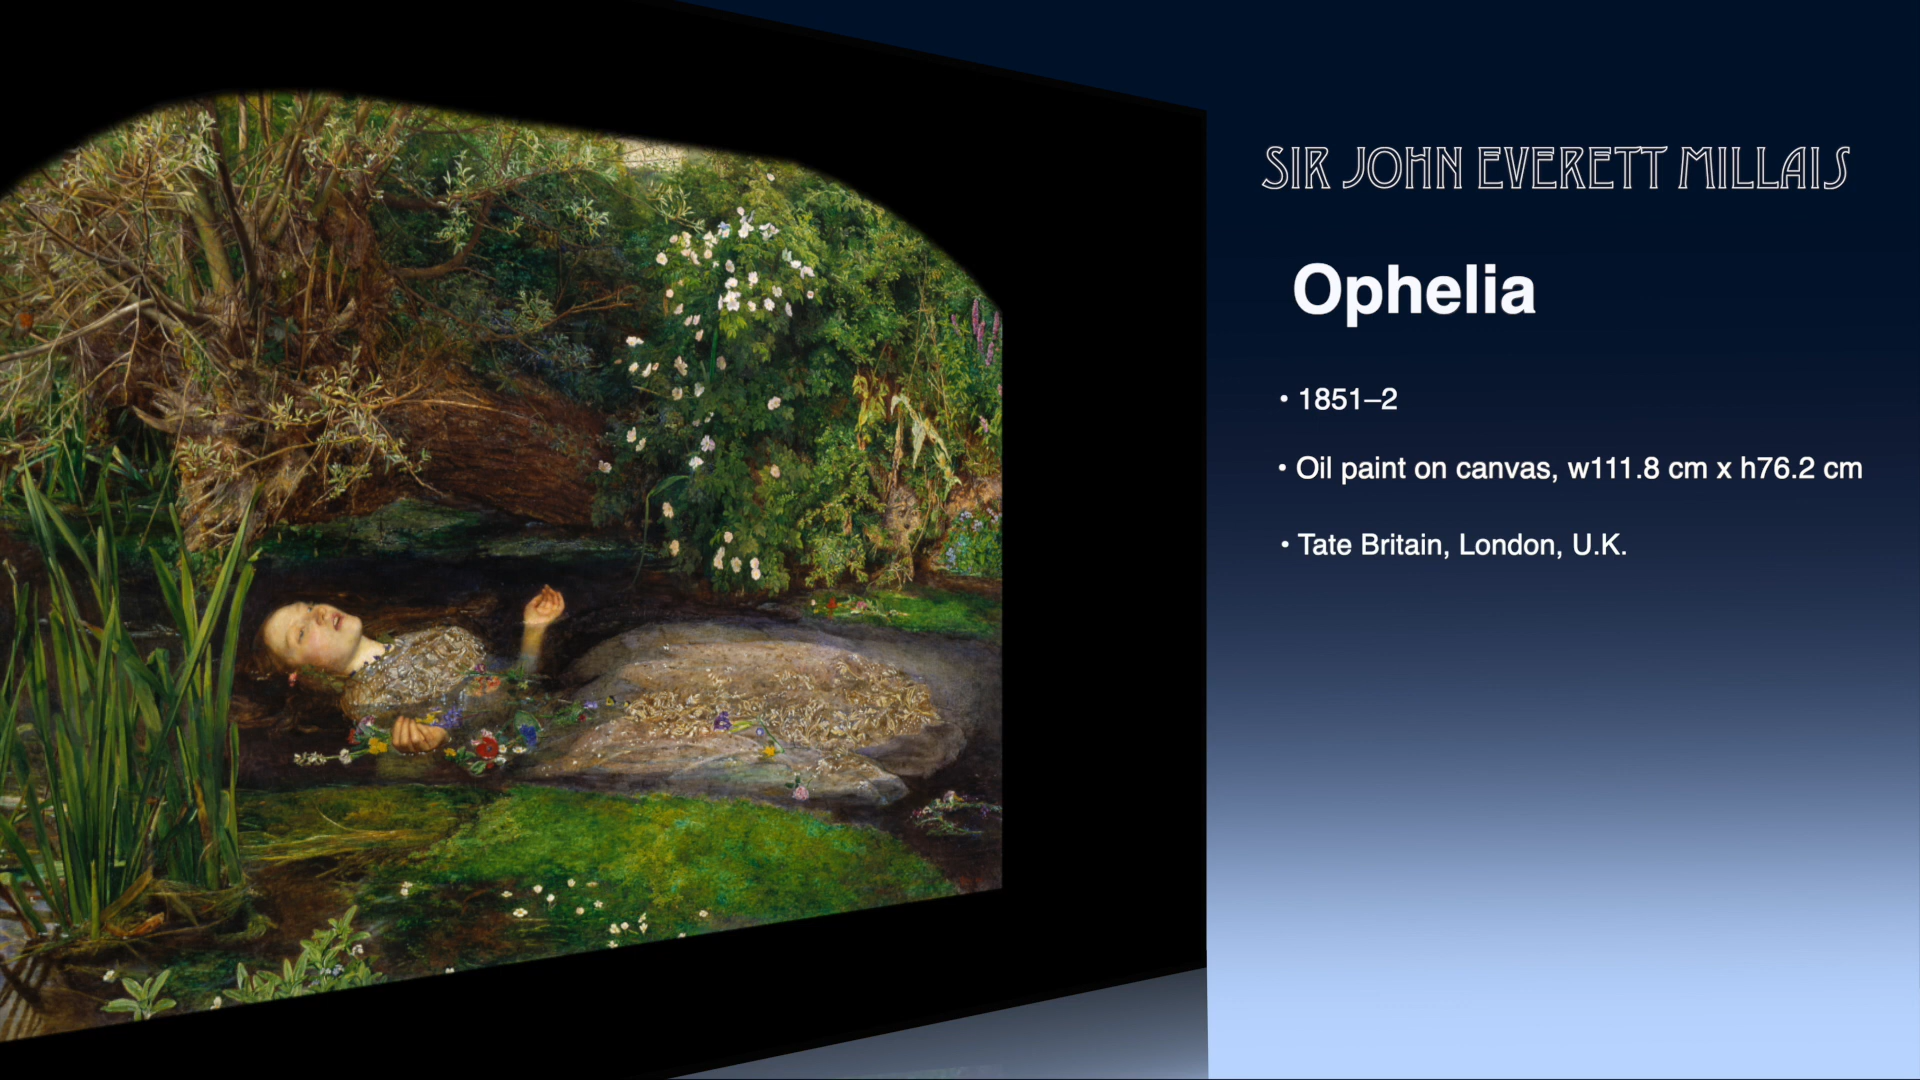 SIR JOHN EVERETT MILLAIS
Ophelia
• 1851–2
• Oil paint on canvas, w111.8 cm x h76.2 cm
• Tate Britain, London, U.K.